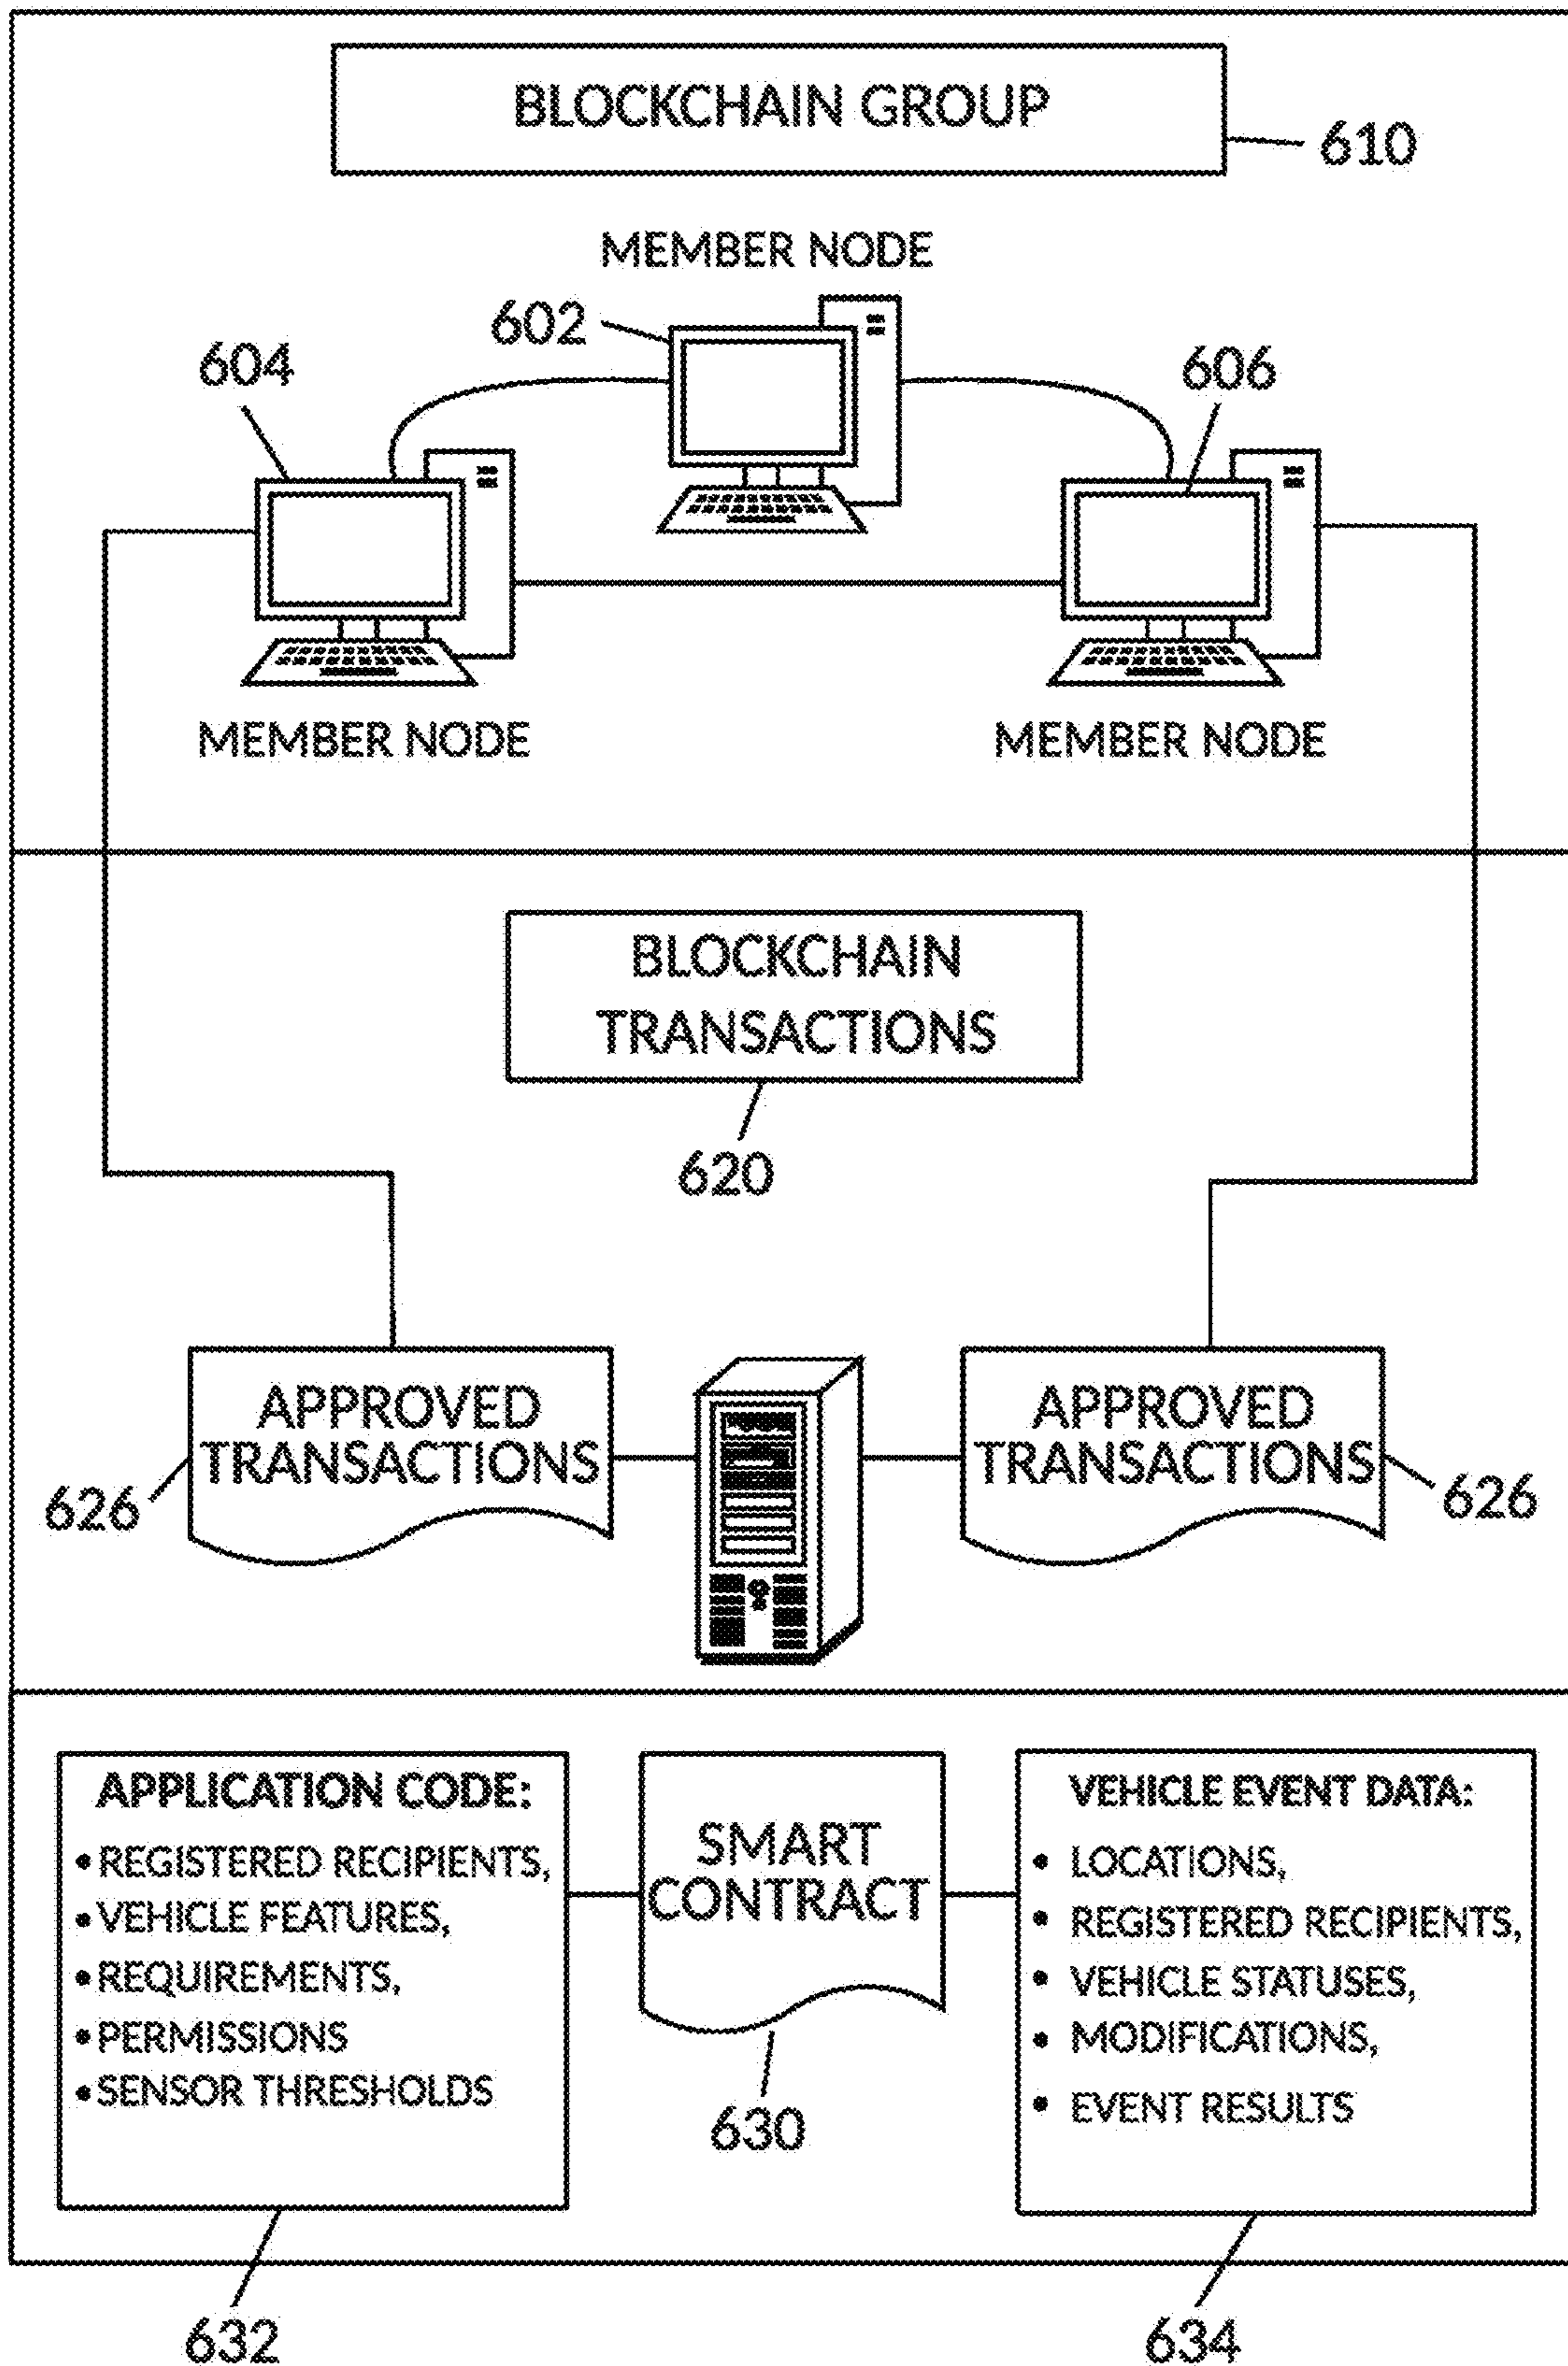 BLOCKCHAIN GROUP
610
MEMBER NODE
602
604
606
MEMBER NODE
MEMBER NODE
BLOCKCHAIN
TRANSACTIONS
620
APPROVED
TRANSACTIONS
626
APPROVED
TRANSACTIONS
626
APPLICATION CODE:
• REGISTERED RECIPIENTS,
• VEHICLE FEATURES,
• REQUIREMENTS,
• PERMISSIONS
• SENSOR THRESHOLDS
SMART
CONTRACT
630
VEHICLE EVENT DATA:
• LOCATIONS,
• REGISTERED RECIPIENTS,
• VEHICLE STATUSES,
• MODIFICATIONS,
• EVENT RESULTS
632
634